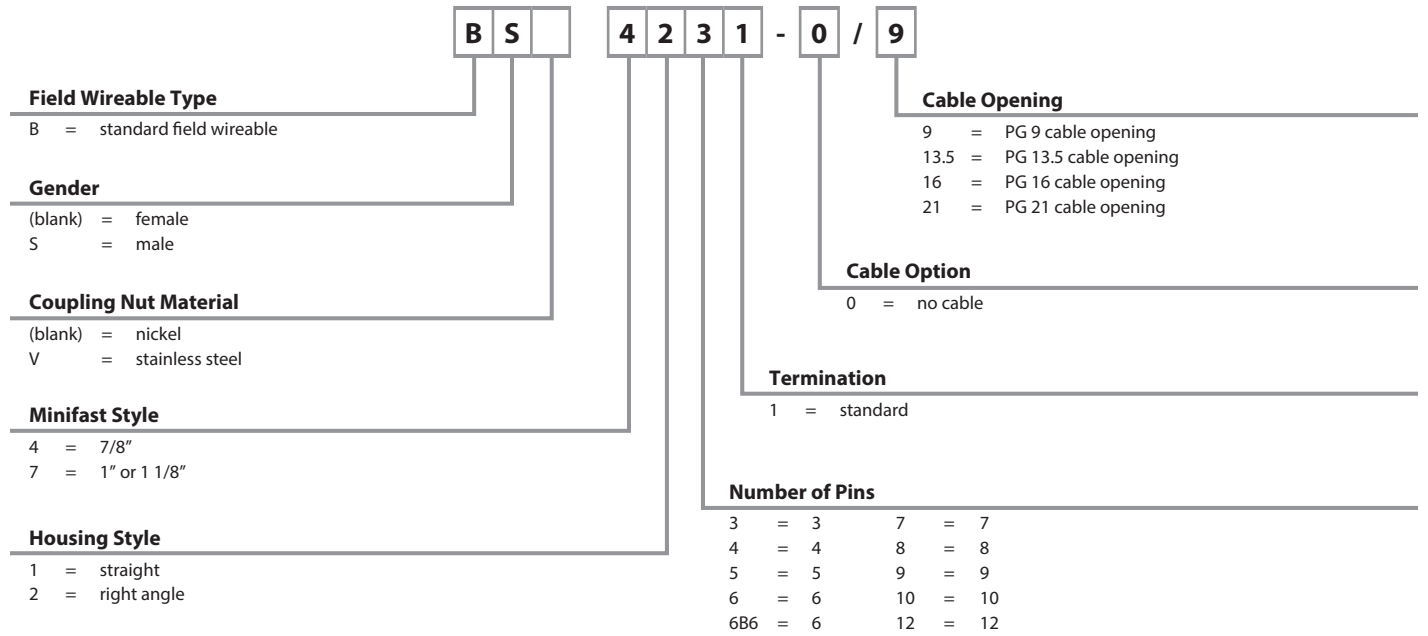 B S 4 2 3 1 - 0 / 9
Field Wireable Type
B = standard field wireable
Gender
(blank) = female
S = male
Coupling Nut Material
(blank) = nickel
V = stainless steel
Minifast Style
4 = 7/8”
7 = 1” or 1 1/8”
Housing Style
1 = straight
2 = right angle
Cable Opening
9 = PG 9 cable opening
13.5 = PG 13.5 cable opening
16 = PG 16 cable opening
21 = PG 21 cable opening
Cable Option
0 = no cable
Termination
1 = standard
Number of Pins
3 = 3 7 = 7
4 = 4 8 = 8
5 = 5 9 = 9
6 = 6 10 = 10
6B6 = 6 12 = 12